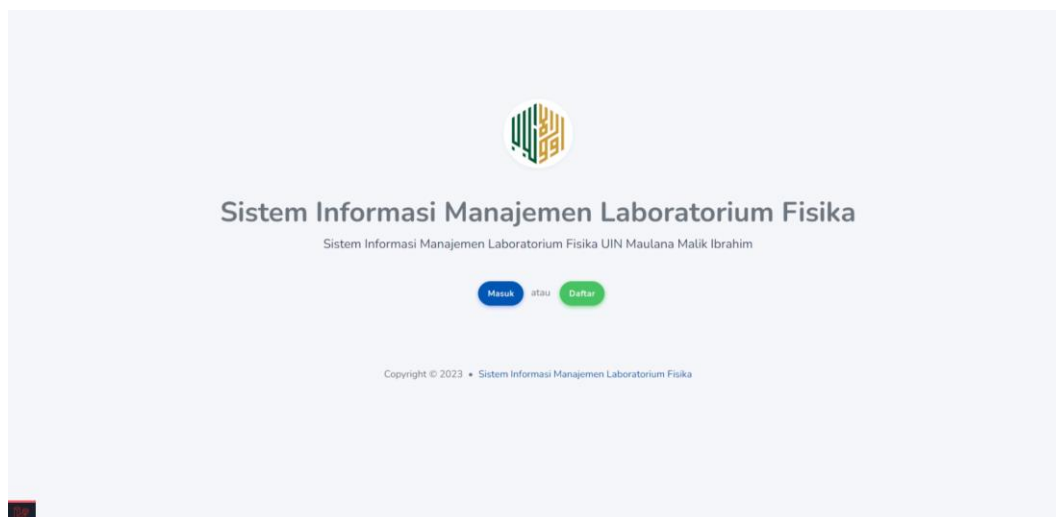 Sistem Informasi Manajemen Laboratorium Fisika
Sistem Informasi Manajemen Laboratorium Fisika UIN Maulana Malik Ibrahim
Masuk atau Daftar
Copyright © 2023 • Sistem Informasi Manajemen Laboratorium Fisika